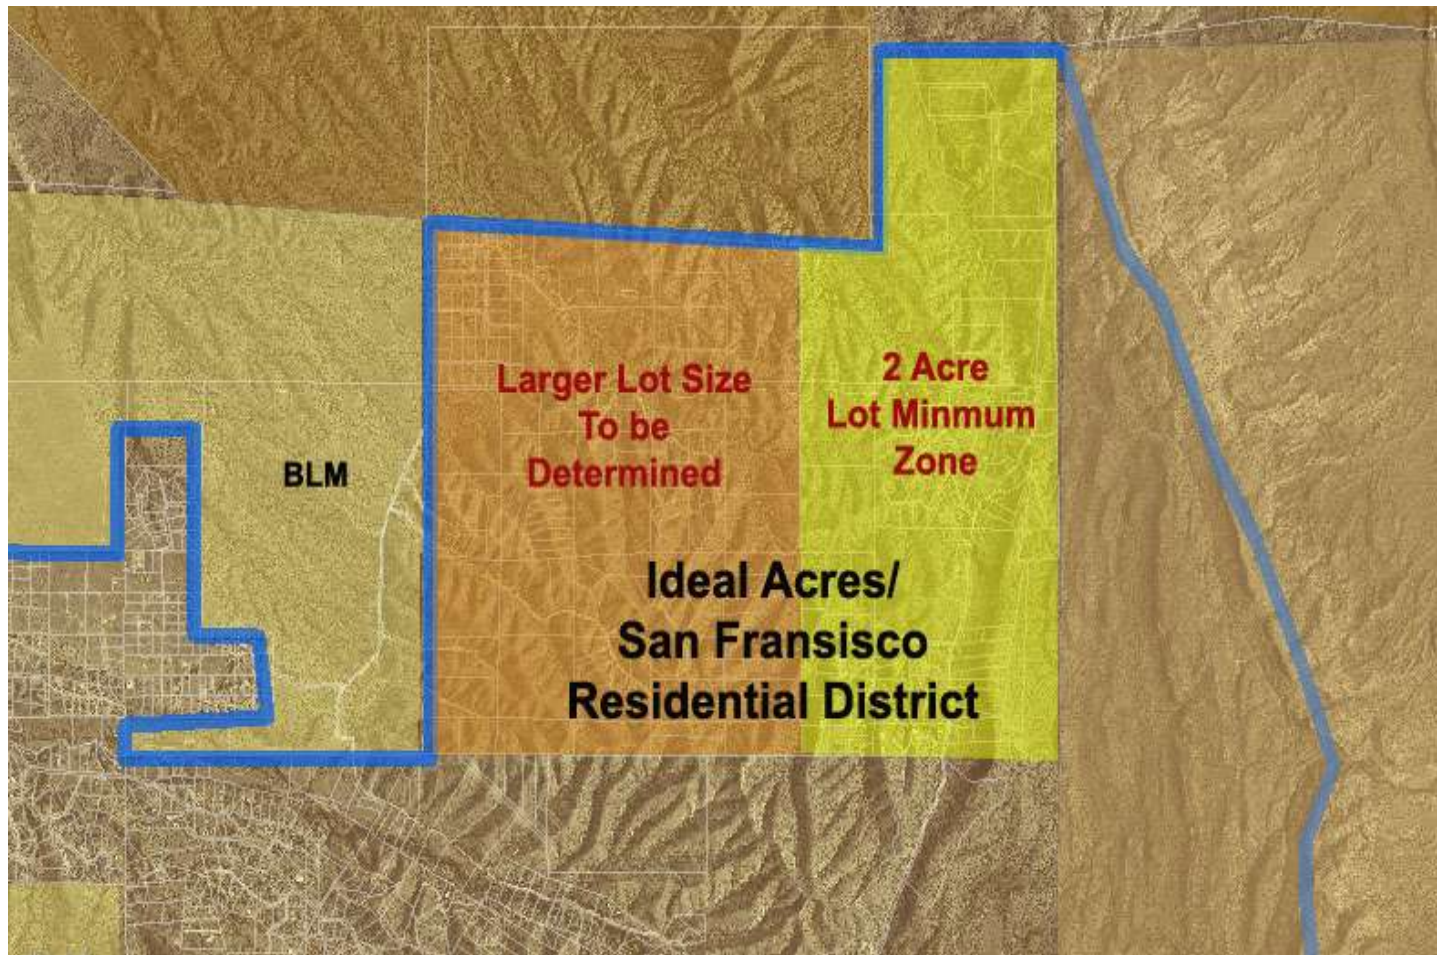 Larger Lot Size
To be
Determined
2 Acre
Lot Minmum
Zone
BLM
Ideal Acres/
San Fransisco
Residential District